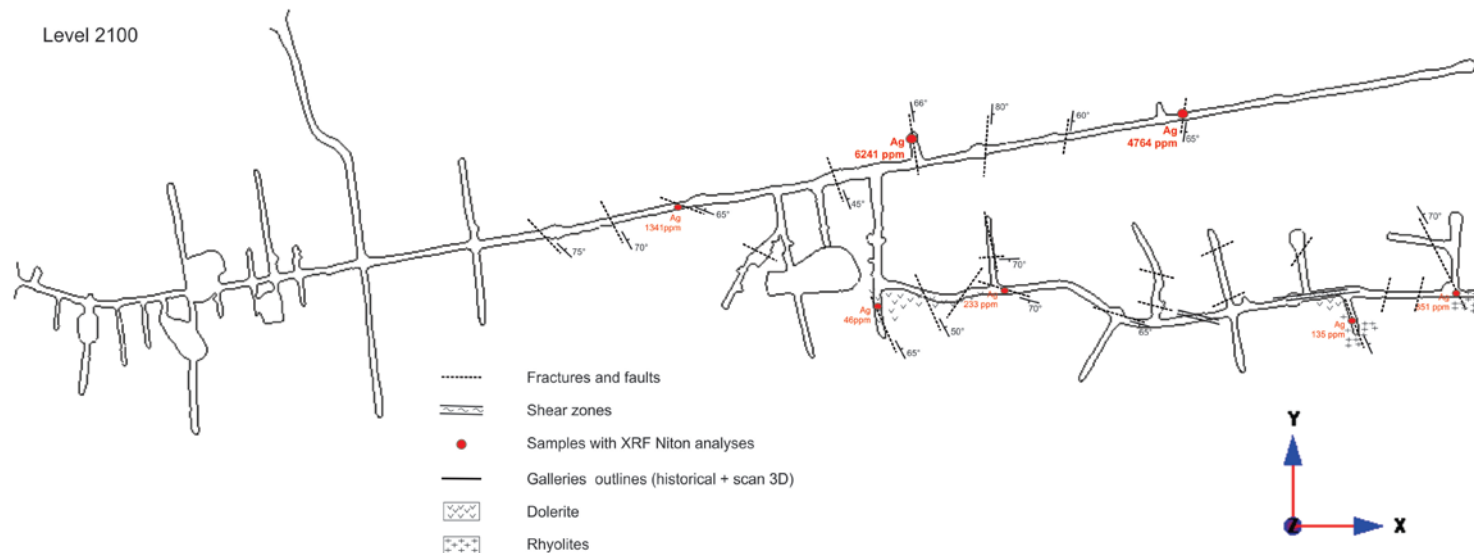 Level 2100
66°
80°
60°
Ag
6241 ppm
Ag
4764 ppm
65°
45°
65°
Ag
1341ppm
75°
70°
70°
70°
Ag
233 ppm
70°
Ag
46ppm
50°
65°
65°
Ag
135 ppm
Ag
ppm
Fractures and faults
Shear zones
Samples with XRF Niton analyses
Galleries outlines (historical + scan 3D)
Dolerite
Rhyolites
Y
X
Z